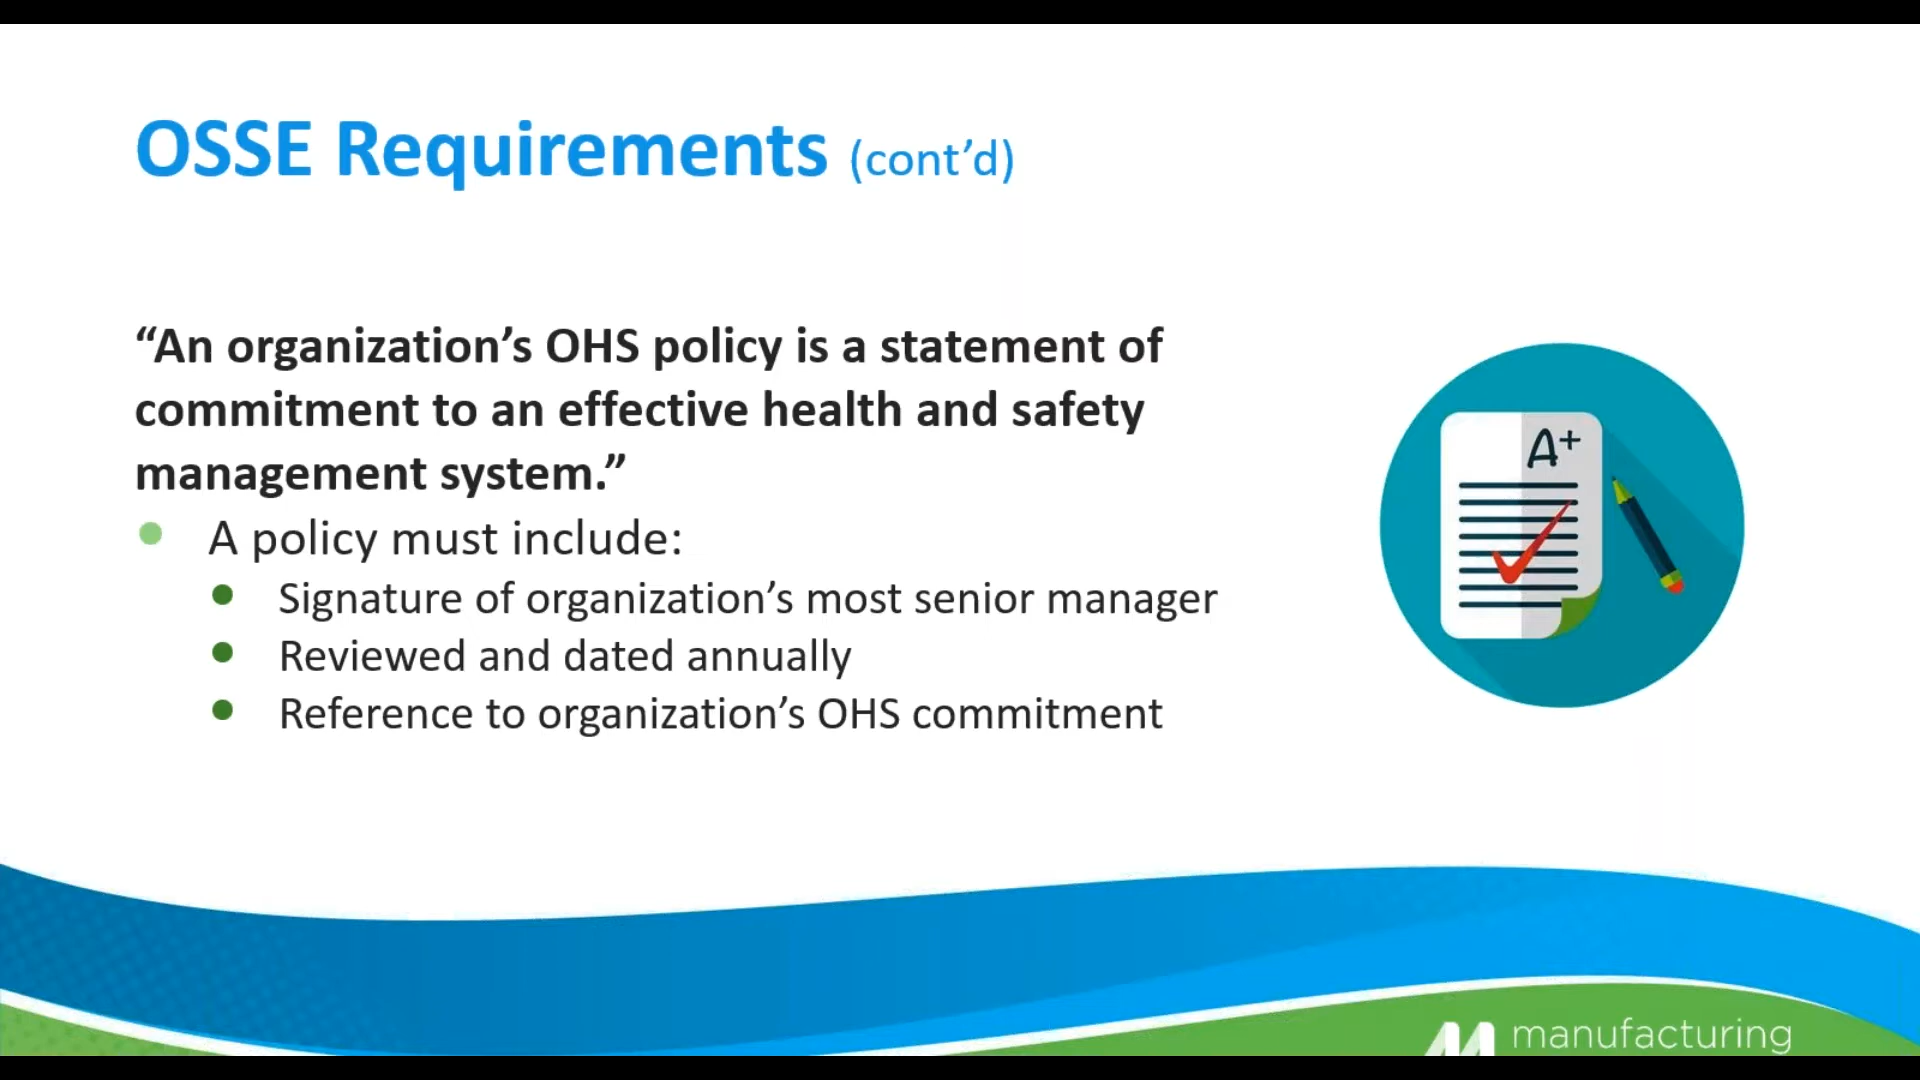 OSSE Requirements (cont’d)
“An organization’s OHS policy is a statement of
commitment to an effective health and safety
management system.”
A policy must include:
Signature of organization’s most senior manager
Reviewed and dated annually
Reference to organization’s OHS commitment
A+
manufacturing